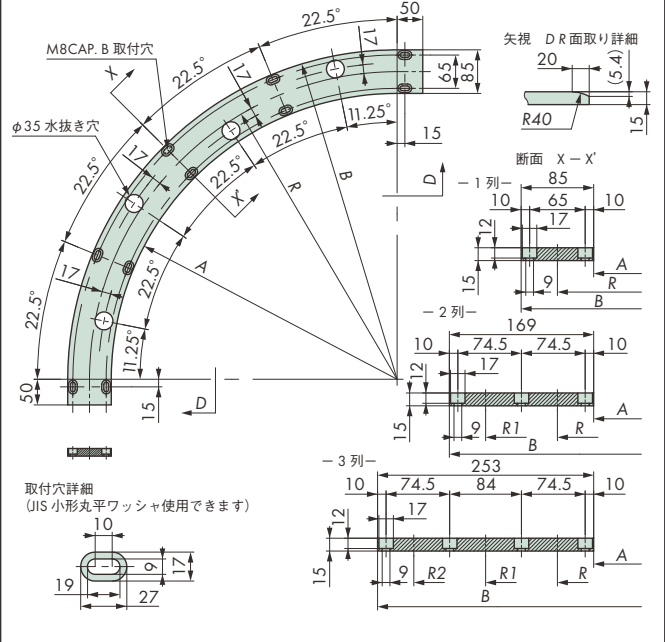 22.5°
50
M8CAP. B 取付穴
X
22.5°
17
65
85
17
11.25°
φ35 水抜き穴
22.5°
15
17
22.5°
22.5°
X'
R
B
D
17
A
22.5°
22.5°
11.25°
50
15
D
矢視 D R面取り詳細
20
(5.4)
R40
15
断面 X－X'
－1列－
85
10
65
10
12
17
15
9
A
R
B
－2列－
169
10
74.5
74.5
10
12
17
15
9
R1
R
A
B
－3列－
253
10
74.5
84
74.5
10
12
17
15
9
R2
R1
R
A
B
取付穴詳細
（JIS 小形丸平ワッシャ使用できます）
10
9
17
19
27